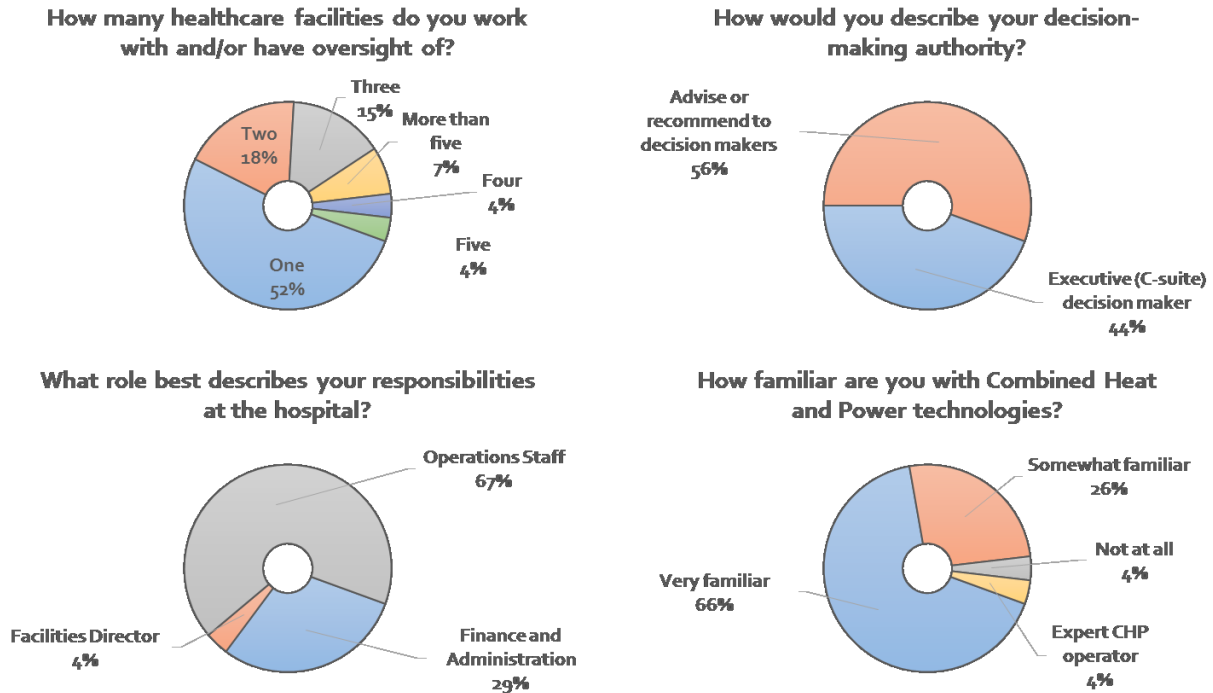 How many healthcare facilities do you work
with and/or have oversight of?
Three
15%
More than
five
7%
Two
18%
Four
4%
Five
4%
One
52%
How would you describe your decision-
making authority?
Advise or
recommend to
decision makers
56%
Executive (C-suite)
decision maker
44%
What role best describes your responsibilities
at the hospital?
Operations Staff
67%
Facilities Director
4%
Finance and
Administration
29%
How familiar are you with Combined Heat
and Power technologies?
Somewhat familiar
26%
Not at all
4%
Very familiar
66%
Expert CHP
operator
4%